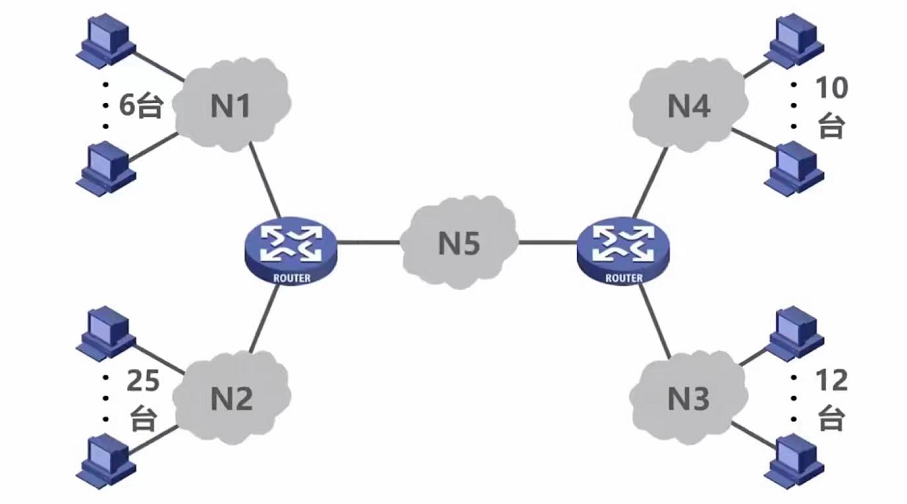 N1
6台
N4
10
台
ROUTER
N5
ROUTER
N2
25
台
N3
12
台